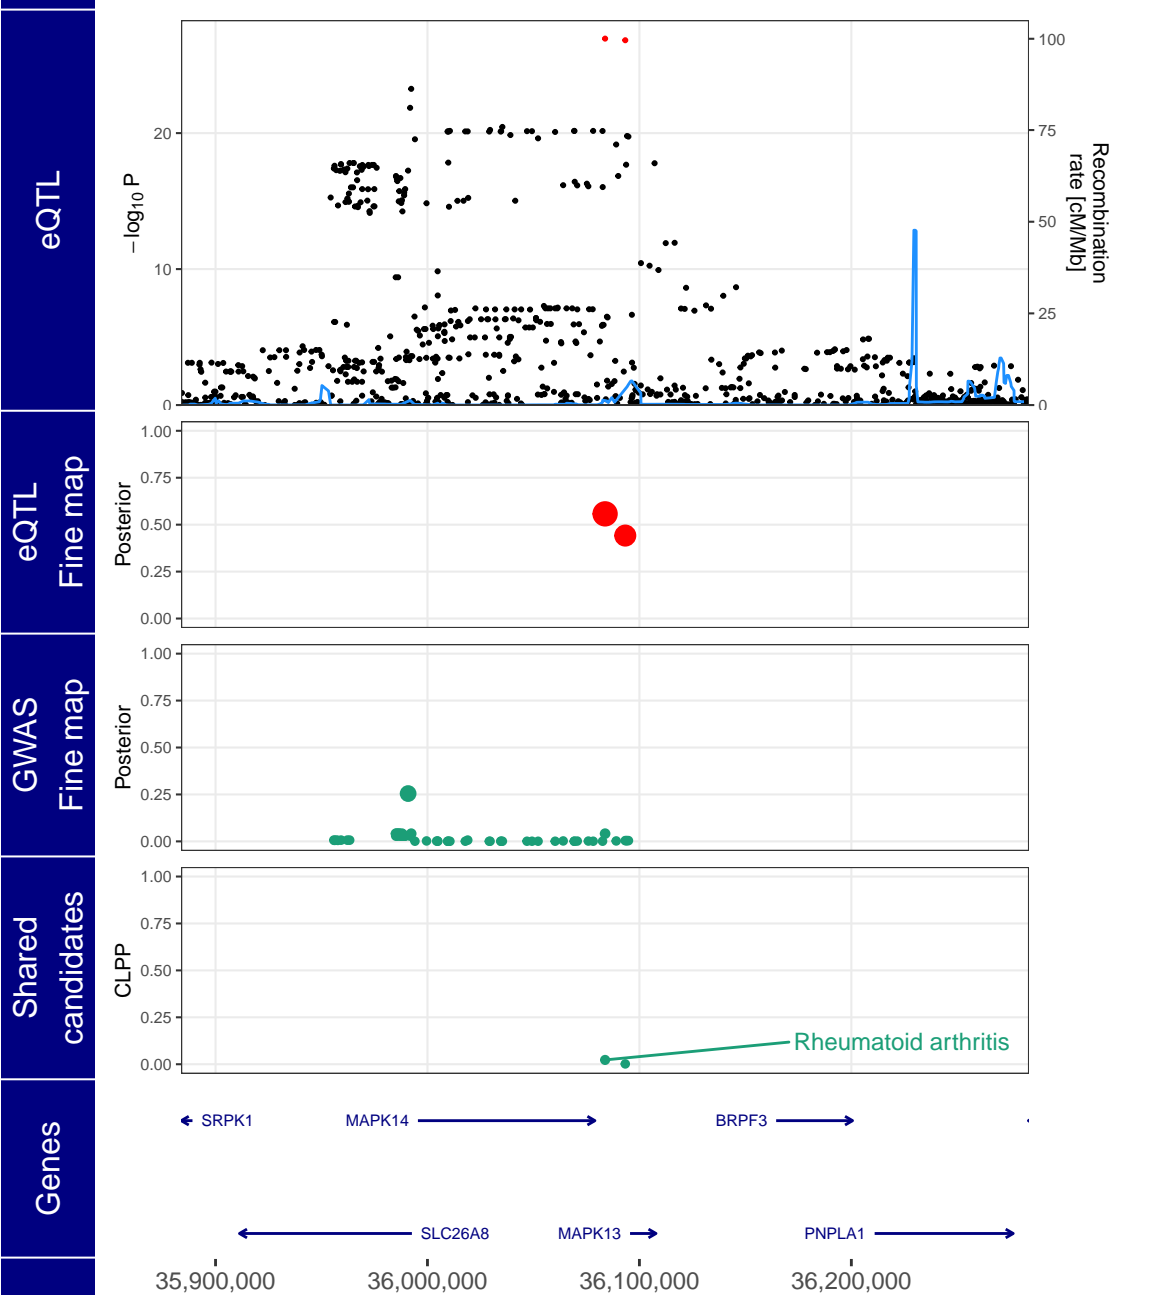 eQTL
−log10 P
20
10
0
100
75
50
25
0
Recombination
rate [cM/Mb]
eQTL
Fine map
Posterior
1.00
0.75
0.50
0.25
0.00
GWAS
Fine map
Posterior
1.00
0.75
0.50
0.25
0.00
Shared
candidates
CLPP
1.00
0.75
0.50
0.25
0.00
Rheumatoid arthritis
Genes
SRPK1
MAPK14
BRPF3
SLC26A8
MAPK13
PNPLA1
35,900,000
36,000,000
36,100,000
36,200,000